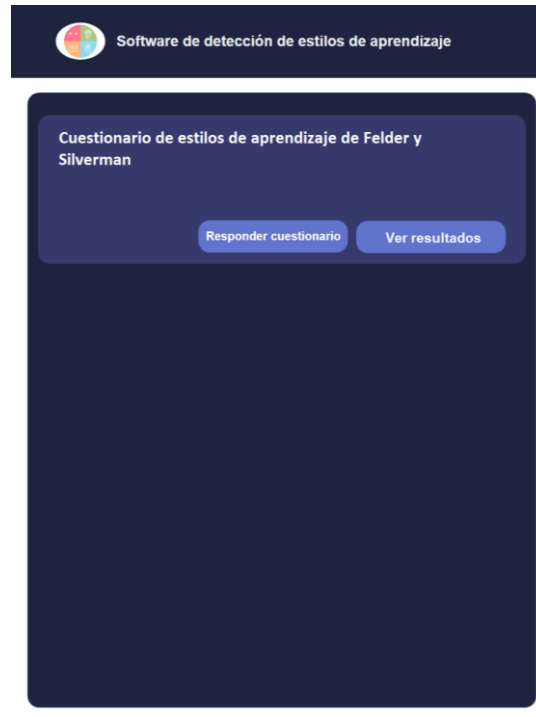 Software de detección de estilos de aprendizaje
Cuestionario de estilos de aprendizaje de Felder y
Silverman
Responder cuestionario
Ver resultados